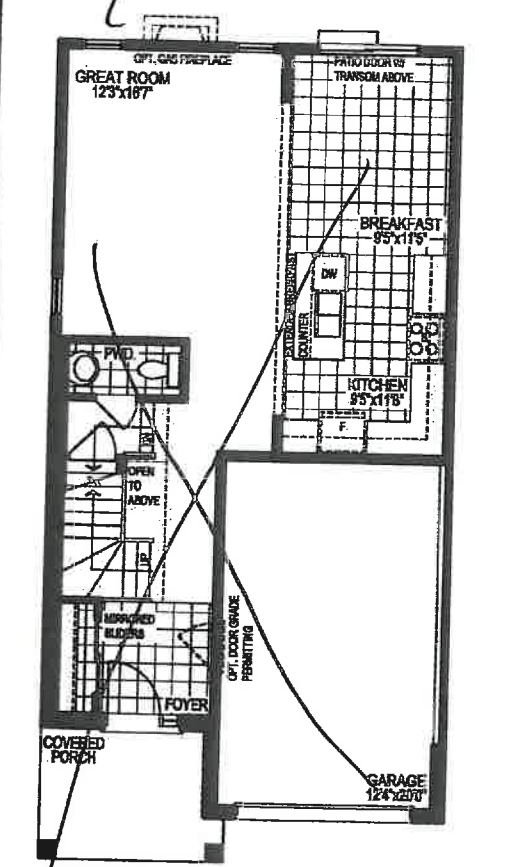 OPT. GAS FIREPLACE
GREAT ROOM
12'3"x16'7"
PATIO DOOR W/
TRANSOM ABOVE
BREAKFAST
9'5"x11'5"
DW
EXTENDED BREAKFAST
COUNTER
KITCHEN
9'5"x11'8"
F.
PWD.
OPEN
TO
ABOVE
UP
MIRRORED
SLIDERS
OPT. DOOR GRADE
PERMITTING
FOYER
COVERED
PORCH
GARAGE
12'4"x20'0"